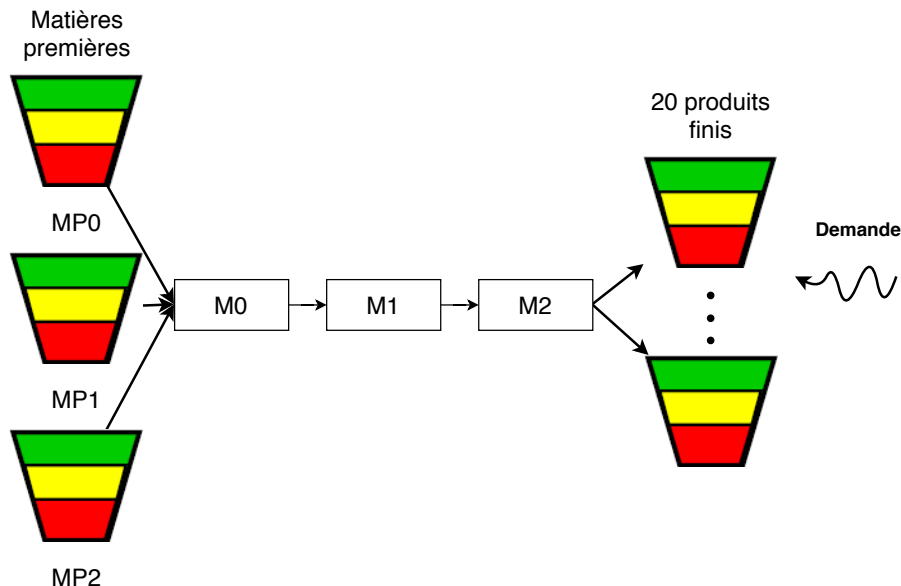 Matières
premières
MP0
MP1
MP2
M0
M1
M2
20 produits
finis
Demande